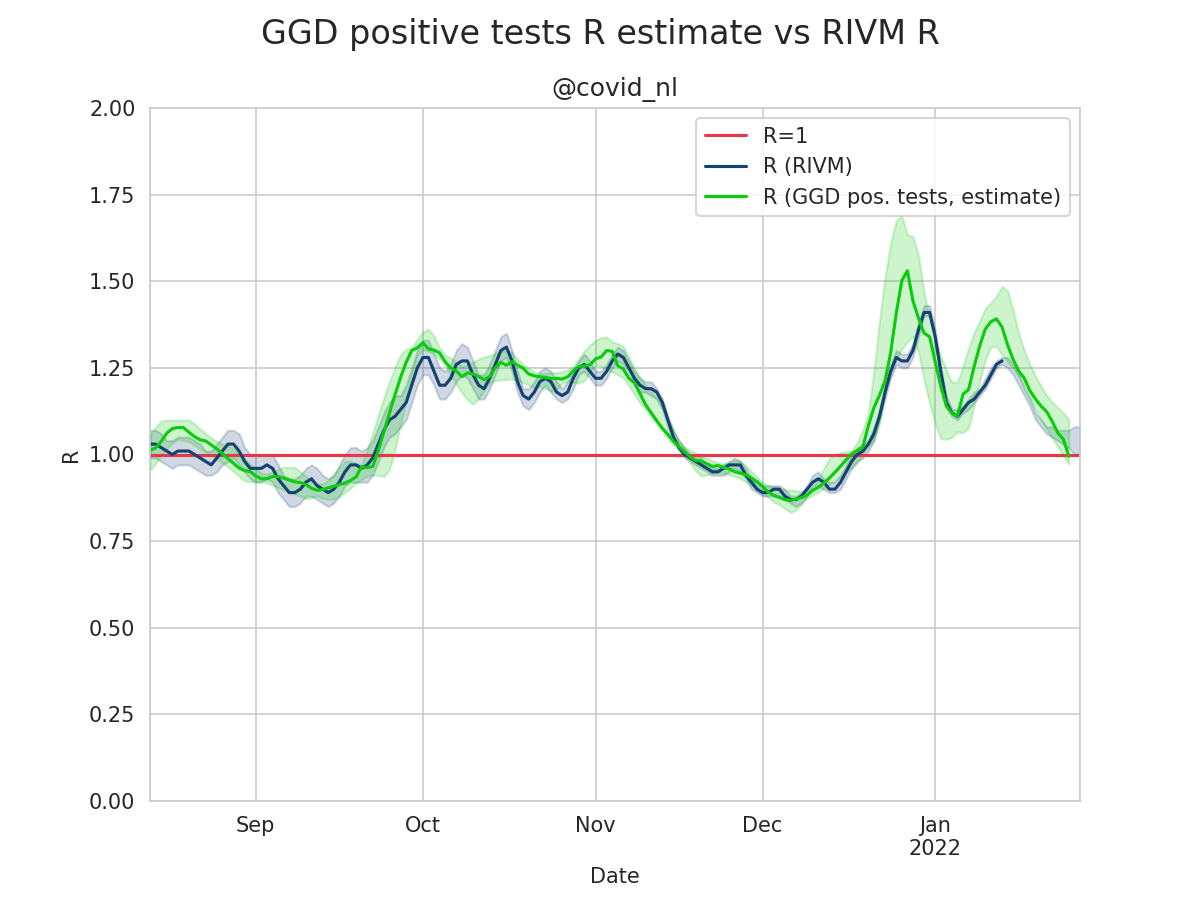 GGD positive tests R estimate vs RIVM R
@covid_nl
R=1
R (RIVM)
R (GGD pos. tests, estimate)
2.00
1.75
1.50
1.25
1.00
0.75
0.50
0.25
0.00
R
Sep Oct Nov Dec Jan
2022
Date